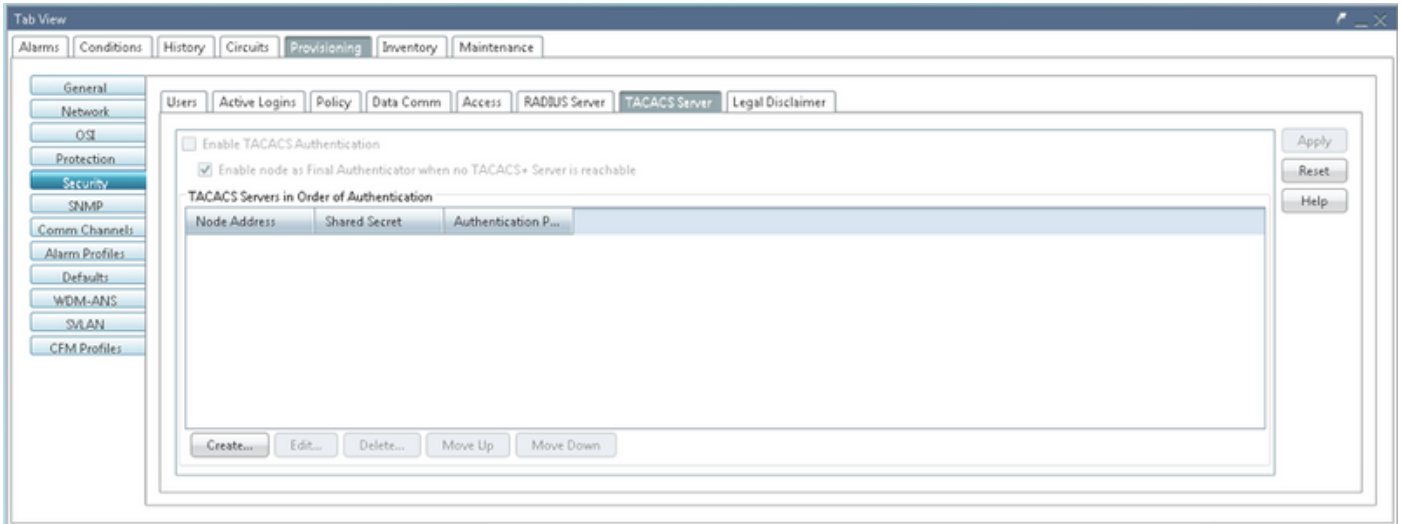 Tab View
Alarms Conditions History Circuits Provisioning Inventory Maintenance
General
Network
OSI
Protection
Security
SNMP
Comm Channels
Alarm Profiles
Defaults
WDM-ANS
SVLAN
CFM Profiles
Users Active Logins Policy Data Comm Access RADIUS Server TACACS Server Legal Disclaimer
Enable TACACS Authentication
Enable node as Final Authenticator when no TACACS+ Server is reachable
TACACS Servers in Order of Authentication
Node Address Shared Secret Authentication P...
Create... Edit... Delete... Move Up Move Down
Apply
Reset
Help